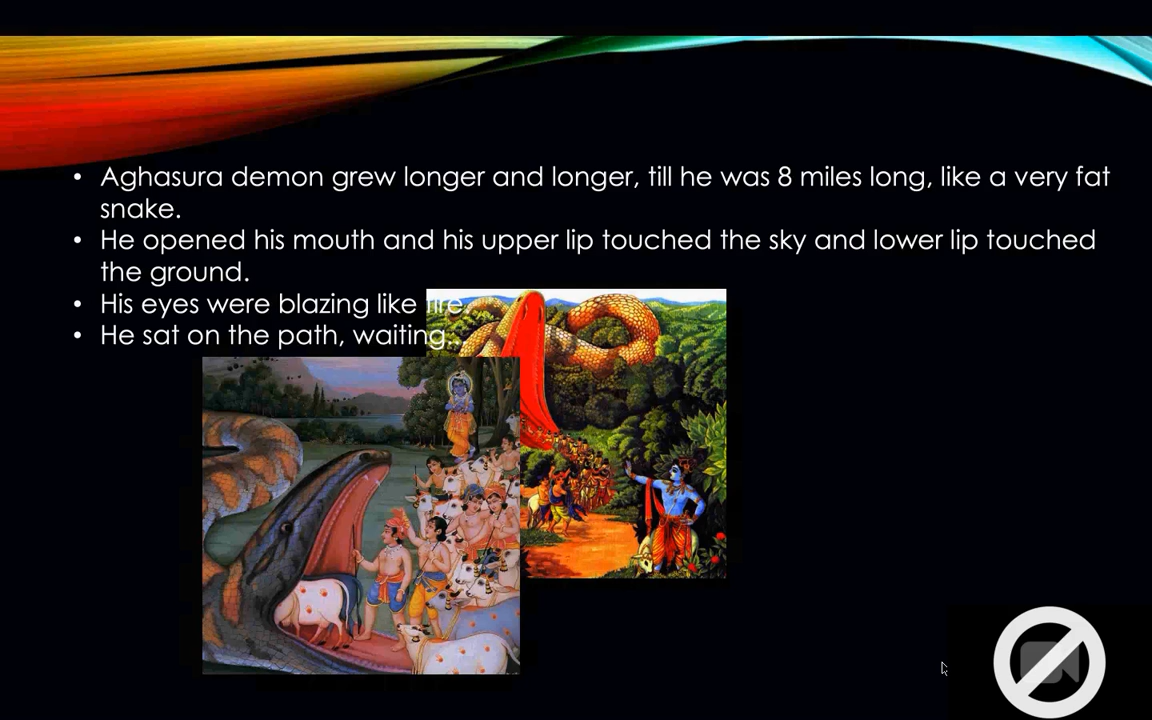 • Aghasura demon grew longer and longer, till he was 8 miles long, like a very fat
snake.
• He opened his mouth and his upper lip touched the sky and lower lip touched
the ground.
• His eyes were blazing like fire.
• He sat on the path, waiting...